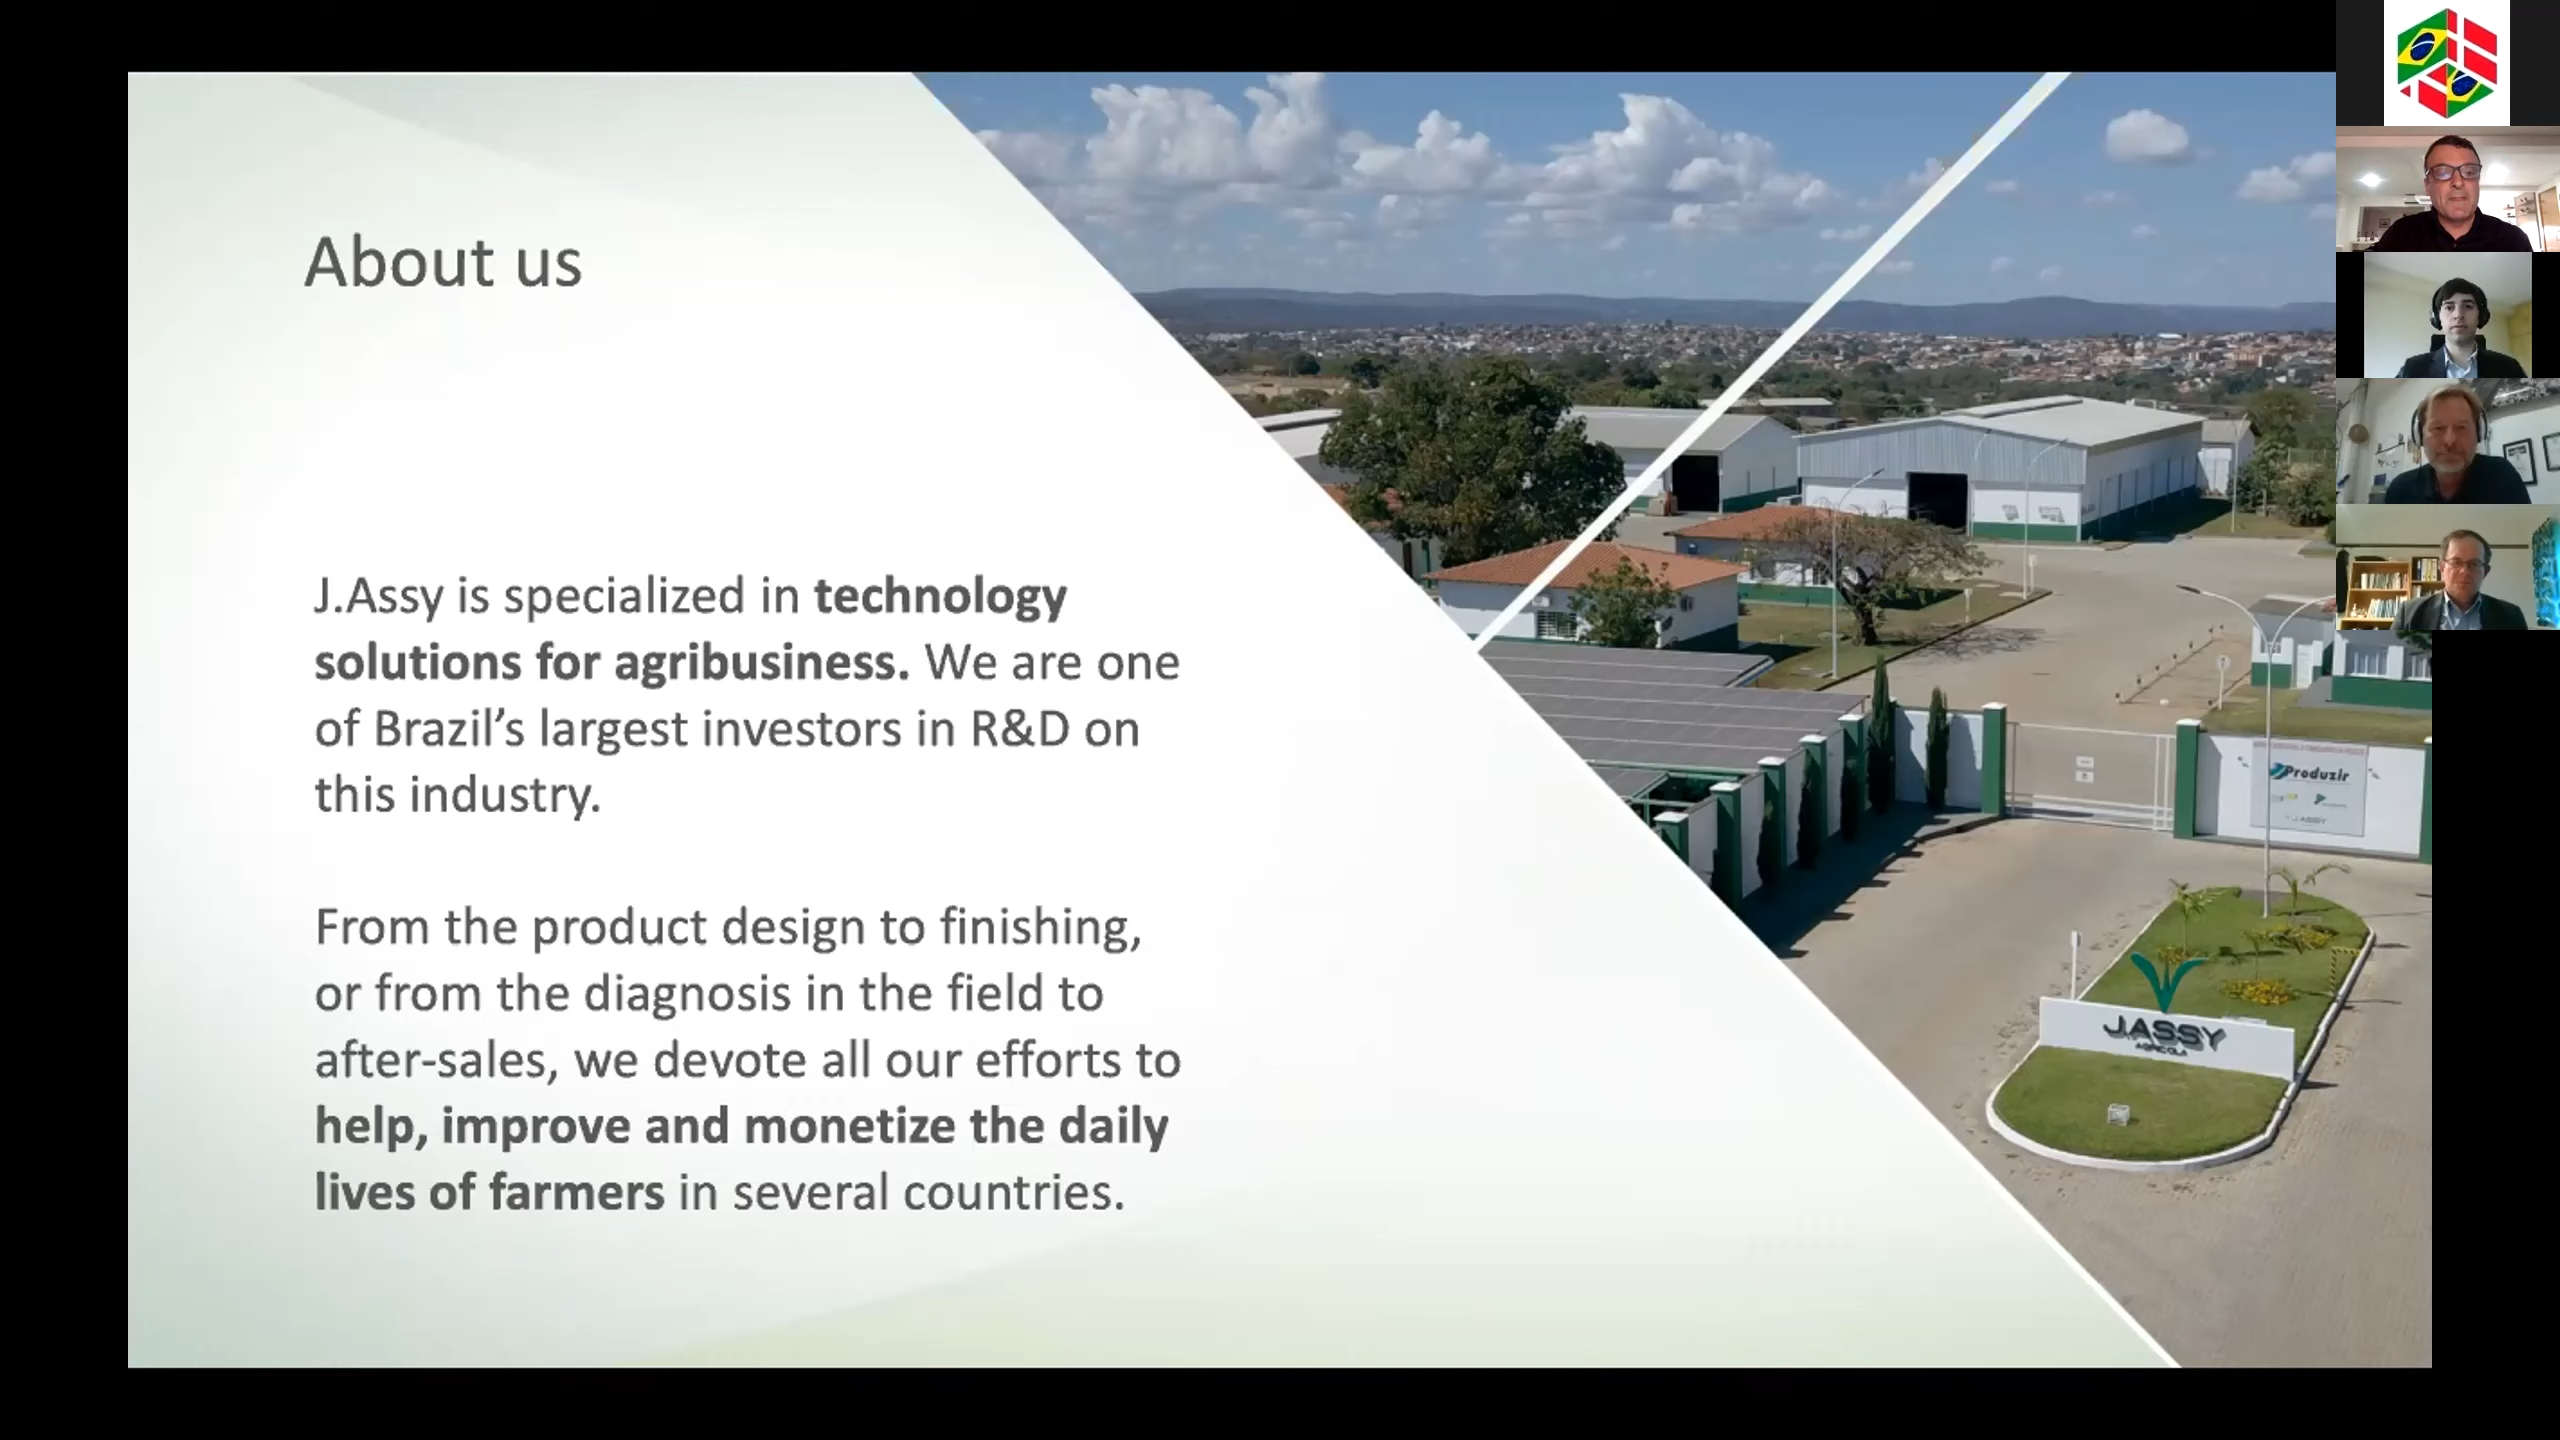 About us
J.Assy is specialized in technology
solutions for agribusiness. We are one
of Brazil’s largest investors in R&D on
this industry.
From the product design to finishing,
or from the diagnosis in the field to
after-sales, we devote all our efforts to
help, improve and monetize the daily
lives of farmers in several countries.
Produzir
J.ASSY
J.ASSY
AGRÍCOLA